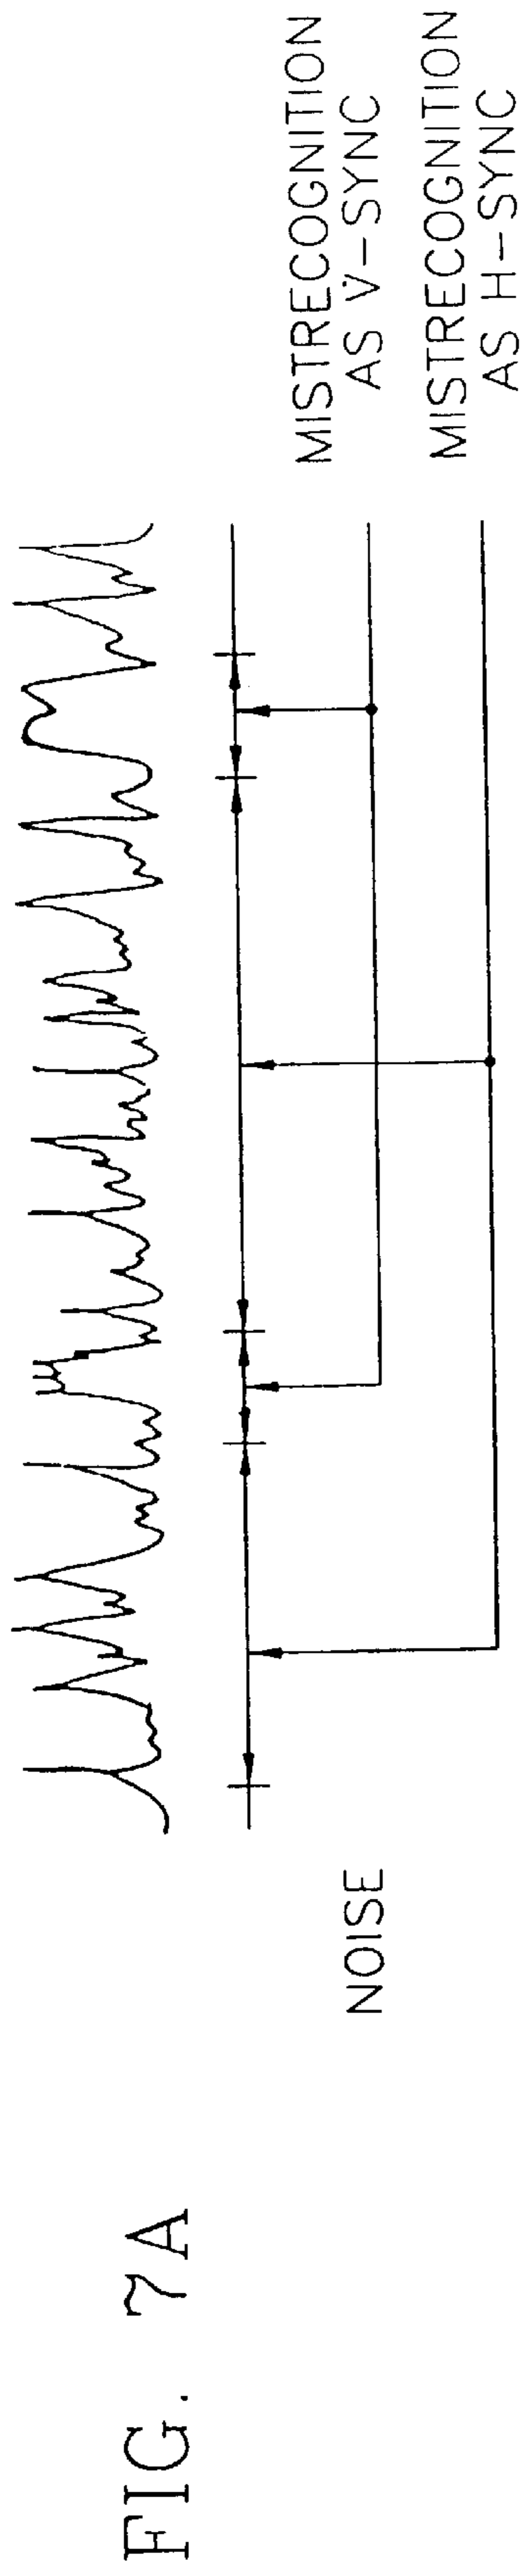 FIG. 7A
NOISE
MISTRECOGNITION
AS V-SYNC
MISTRECOGNITION
AS H-SYNC